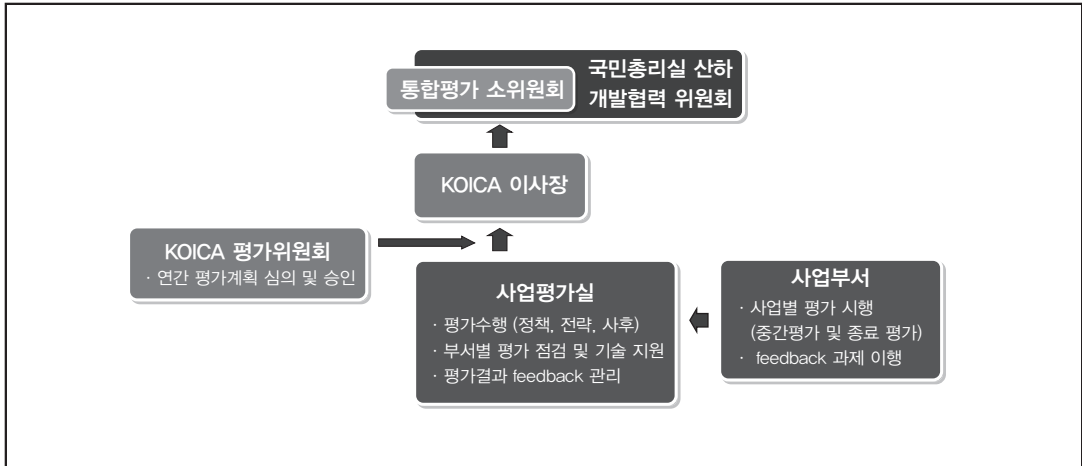 통합평가 소위원회
국민총리실 산하
개발협력 위원회
KOICA 이사장
KOICA 평가위원회
· 연간 평가계획 심의 및 승인
사업평가실
· 평가수행 (정책, 전략, 사후)
· 부서별 평가 점검 및 기술 지원
· 평가결과 feedback 관리
사업부서
· 사업별 평가 시행
(중간평가 및 종료 평가)
· feedback 과제 이행